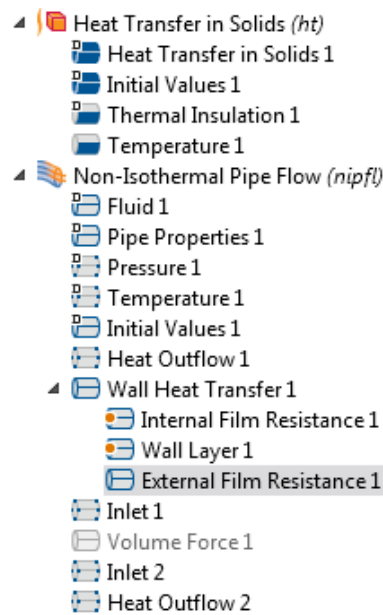 Heat Transfer in Solids (ht)
Heat Transfer in Solids 1
Initial Values 1
Thermal Insulation 1
Temperature 1
Non-Isothermal Pipe Flow (nipfl)
Fluid 1
Pipe Properties 1
Pressure 1
Temperature 1
Initial Values 1
Heat Outflow 1
Wall Heat Transfer 1
Internal Film Resistance 1
Wall Layer 1
External Film Resistance 1
Inlet 1
Volume Force 1
Inlet 2
Heat Outflow 2